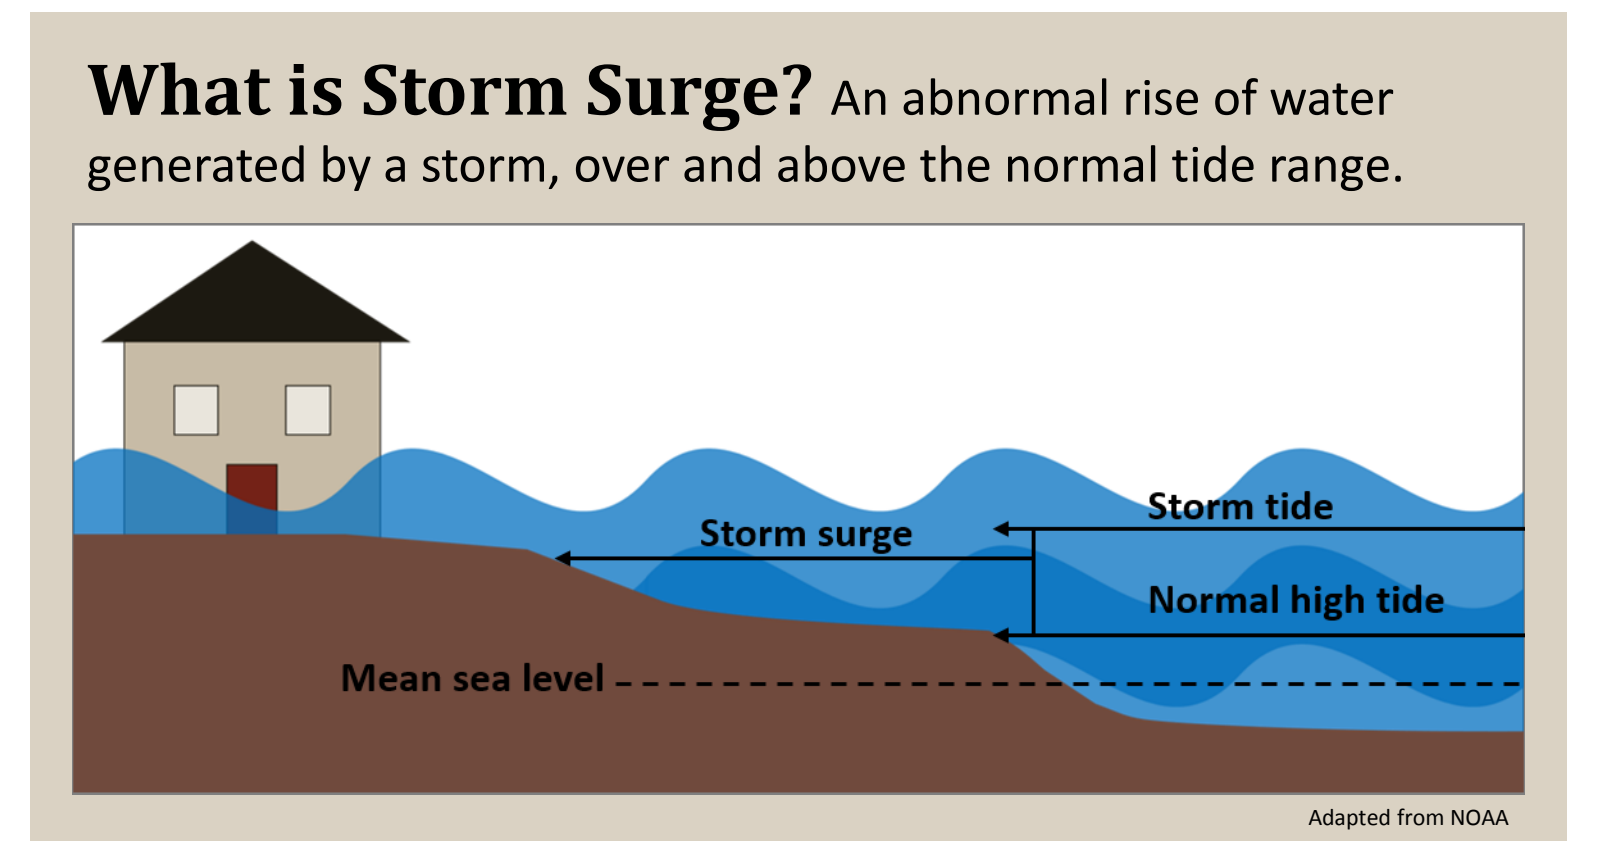 What is Storm Surge? An abnormal rise of water
generated by a storm, over and above the normal tide range.
Storm tide
Storm surge
Normal high tide
Mean sea level
Adapted from NOAA